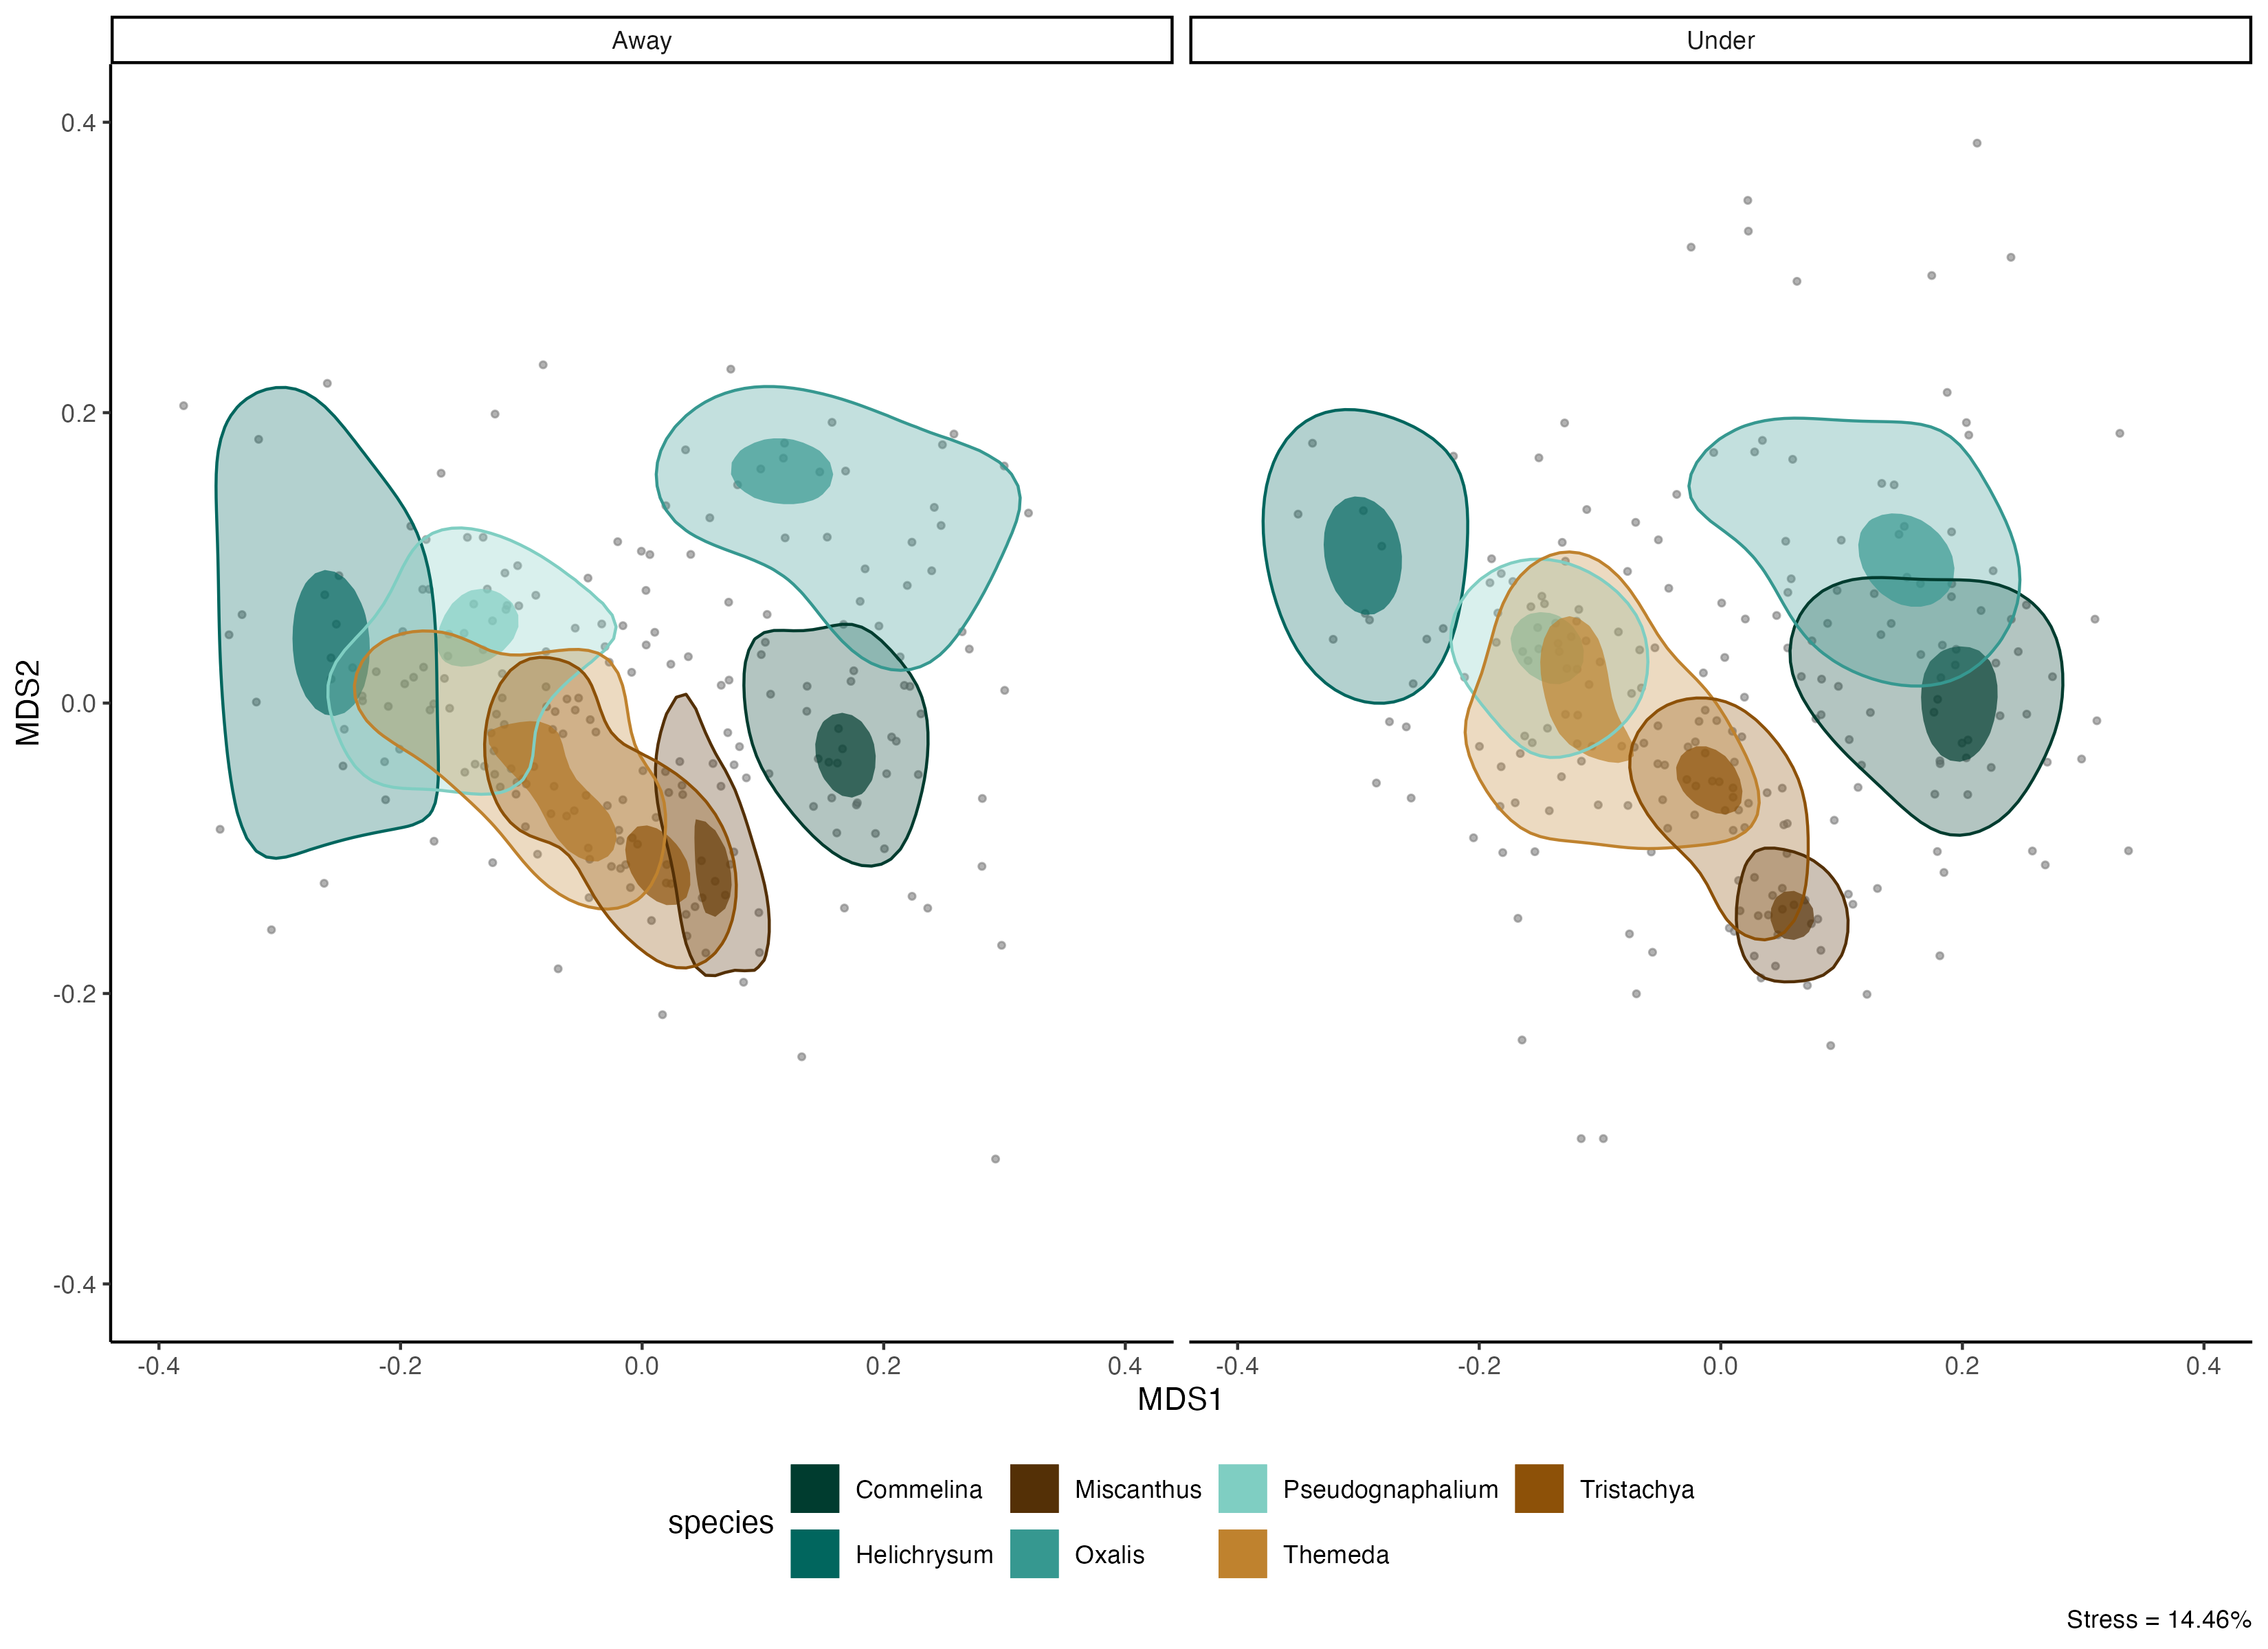 Away
Under
0.4
0.2
0.0
-0.2
-0.4
MDS2
-0.4 -0.2 0.0 0.2 0.4
-0.4 -0.2 0.0 0.2 0.4
MDS1
species
Commelina Miscanthus Pseudognaphalium Tristachya
Helichrysum Oxalis Themeda
Stress = 14.46%